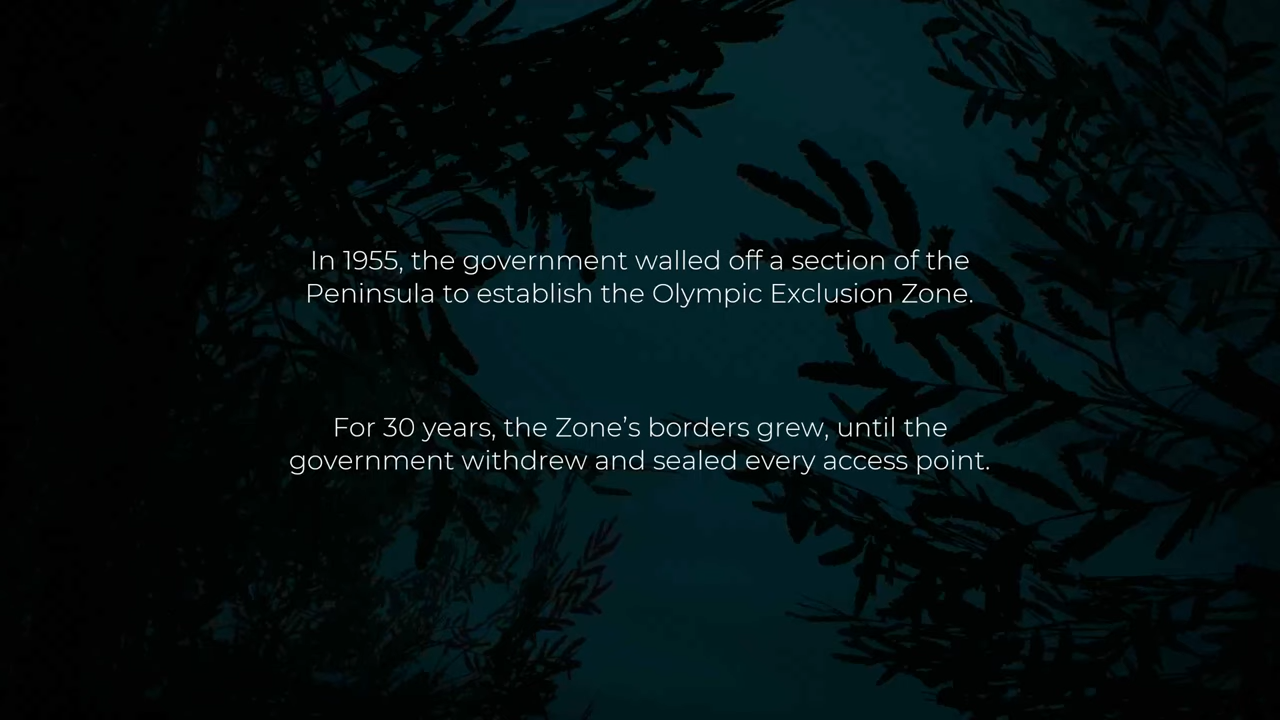 In 1955, the government walled off a section of the
Peninsula to establish the Olympic Exclusion Zone.
For 30 years, the Zone’s borders grew, until the
government withdrew and sealed every access point.